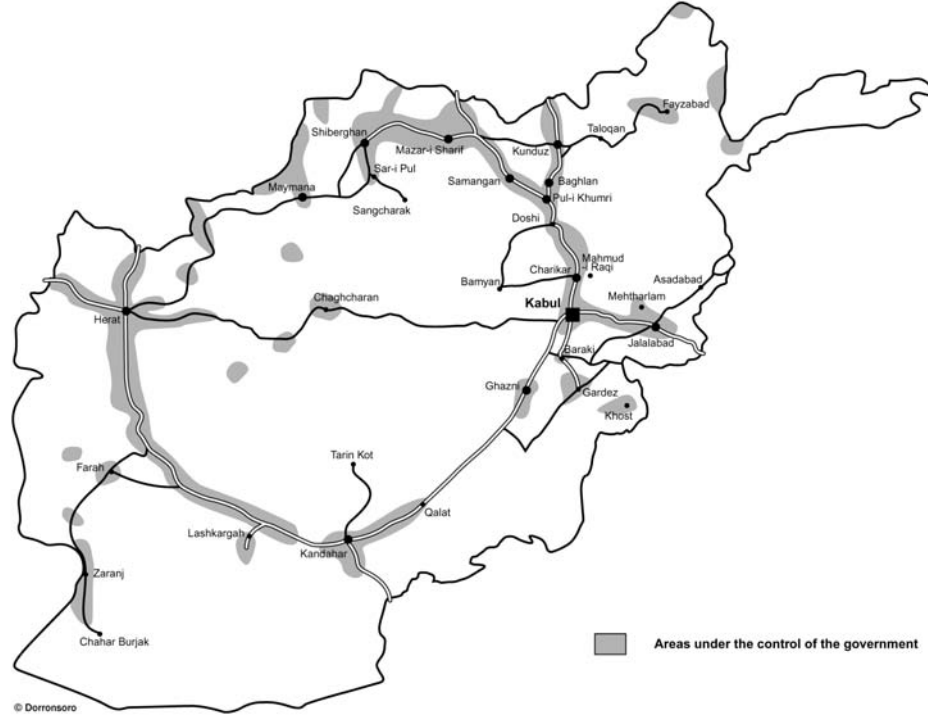 Fayzabad
Shiberghan
Mazar-i Sharif
Kunduz
Taloqan
Sar-i Pul
Samangan
Baghlan
Maymana
Pul-i Khumri
Sangcharak
Doshi
Mahmud
-i Raqi
Charikar
Bamyan
Asadabad
Mehtharlam
Chaghcharan
Kabul
Herat
Jalalabad
Baraki
Ghazni
Gardez
Khost
Tarin Kot
Farah
Qalat
Lashkargah
Kandahar
Zaranj
Chahar Burjak
Areas under the control of the government
© Dorronsoro